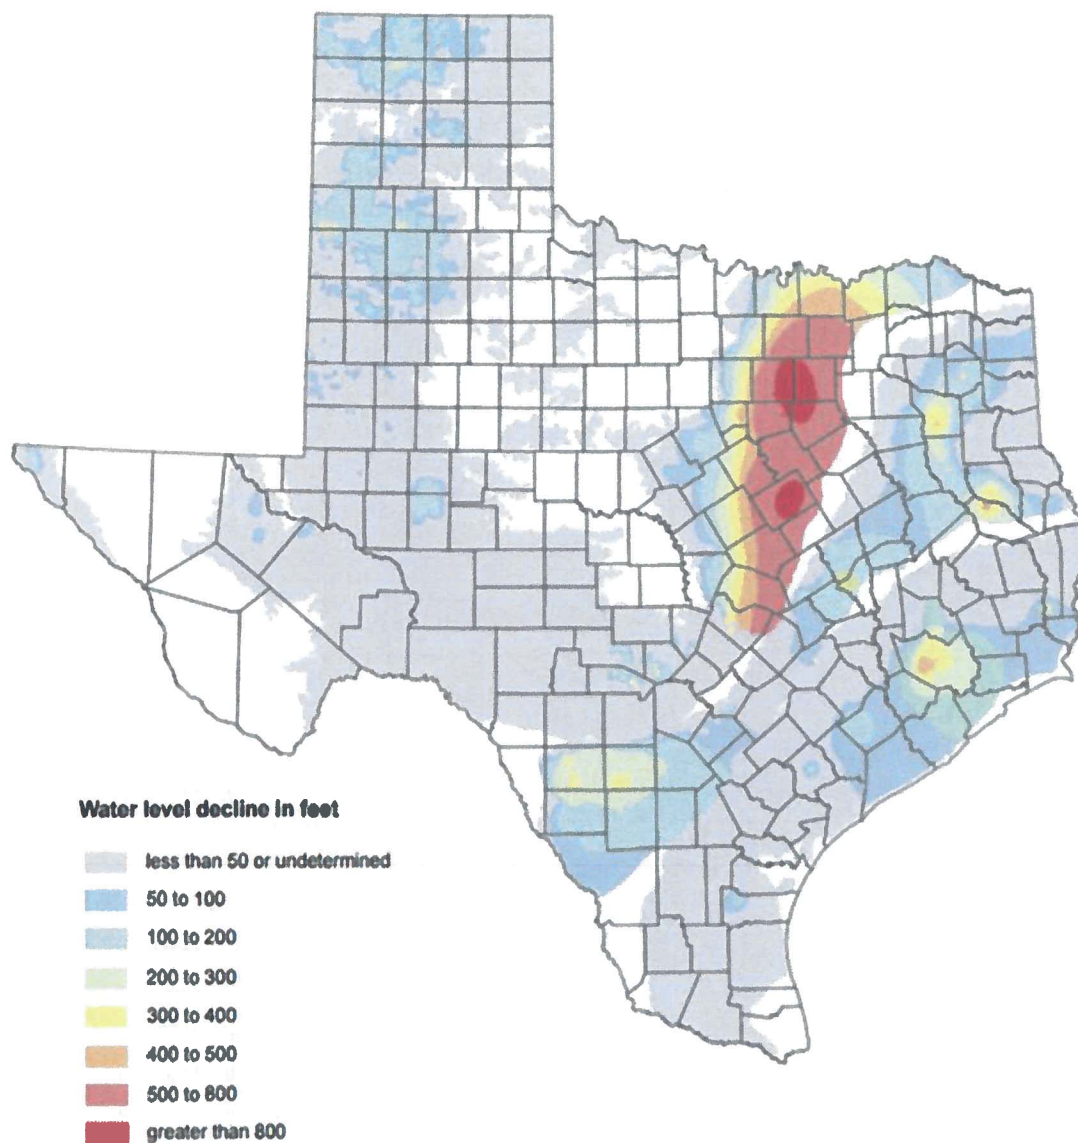 Water level decline in feet
less than 50 or undetermined
50 to 100
100 to 200
200 to 300
300 to 400
400 to 500
500 to 800
greater than 800